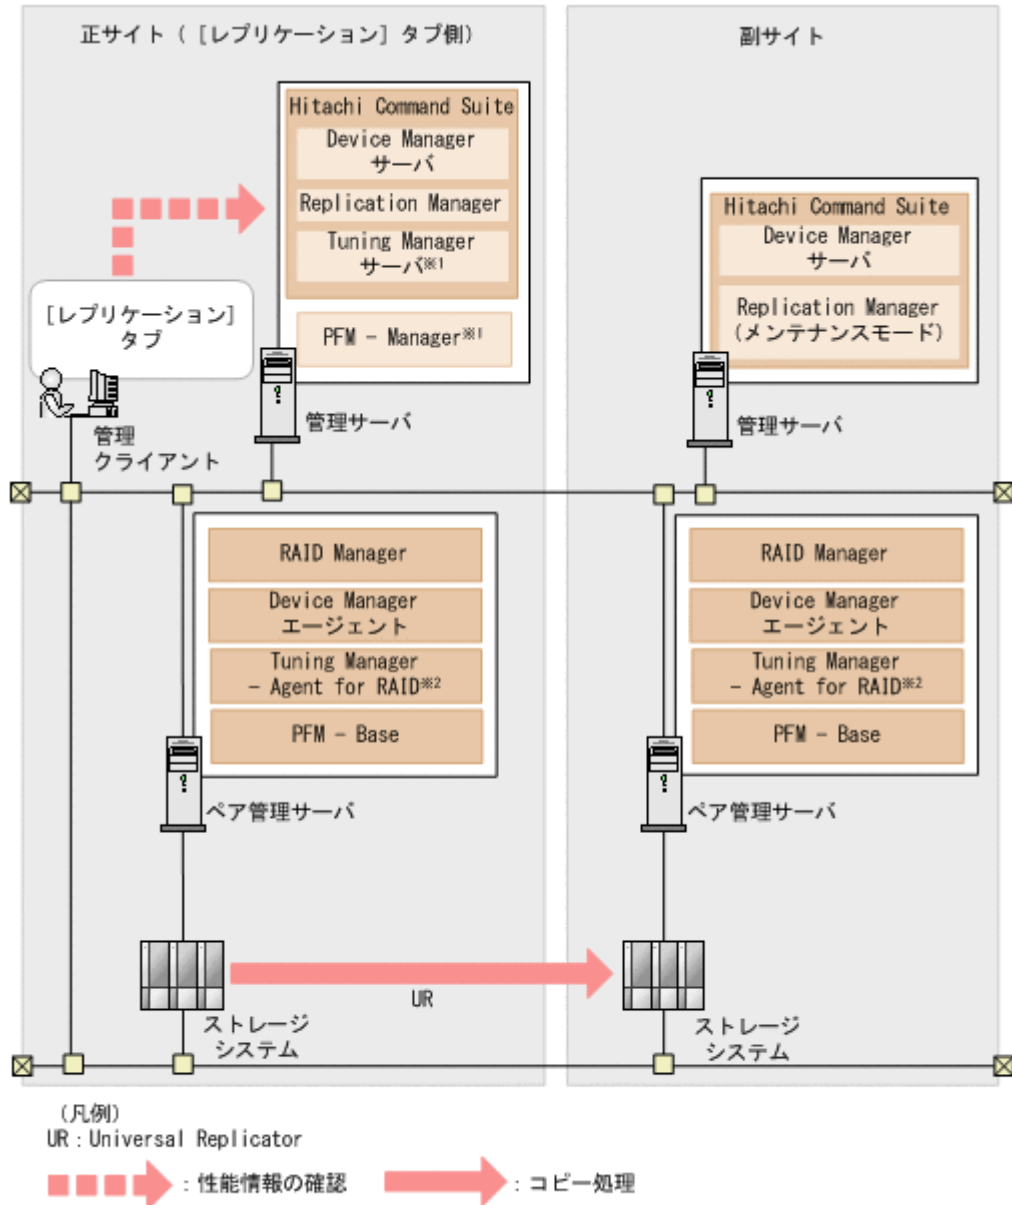 正サイト（［レプリケーション］タブ側）
Hitachi Command Suite
Device Manager
サーバ
Replication Manager
Tuning Manager
サーバ※1
PFM − Manager※1
［レプリケーション］
タブ
管理
クライアント
管理サーバ
副サイト
Hitachi Command Suite
Device Manager
サーバ
Replication Manager
（メンテナンスモード）
管理サーバ
RAID Manager
Device Manager
エージェント
Tuning Manager
− Agent for RAID※2
PFM − Base
ペア管理サーバ
RAID Manager
Device Manager
エージェント
Tuning Manager
− Agent for RAID※2
PFM − Base
ペア管理サーバ
UR
ストレージ
システム
ストレージ
システム
（凡例）
UR：Universal Replicator
：性能情報の確認
：コピー処理